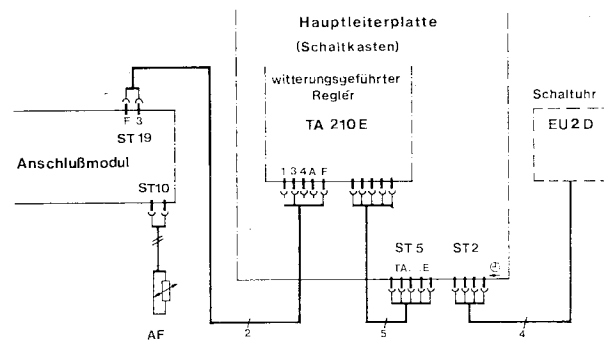 Hauptleiterplatte
(Schaltkasten)
witterungsgeführter
Regler
TA 210 E
Schaltuhr
EU 2 D
F 3
ST 19
Anschlußmodul
1 3 4 A F
ST10
ST 5
ST 2
TA...E
AF
2
5
4